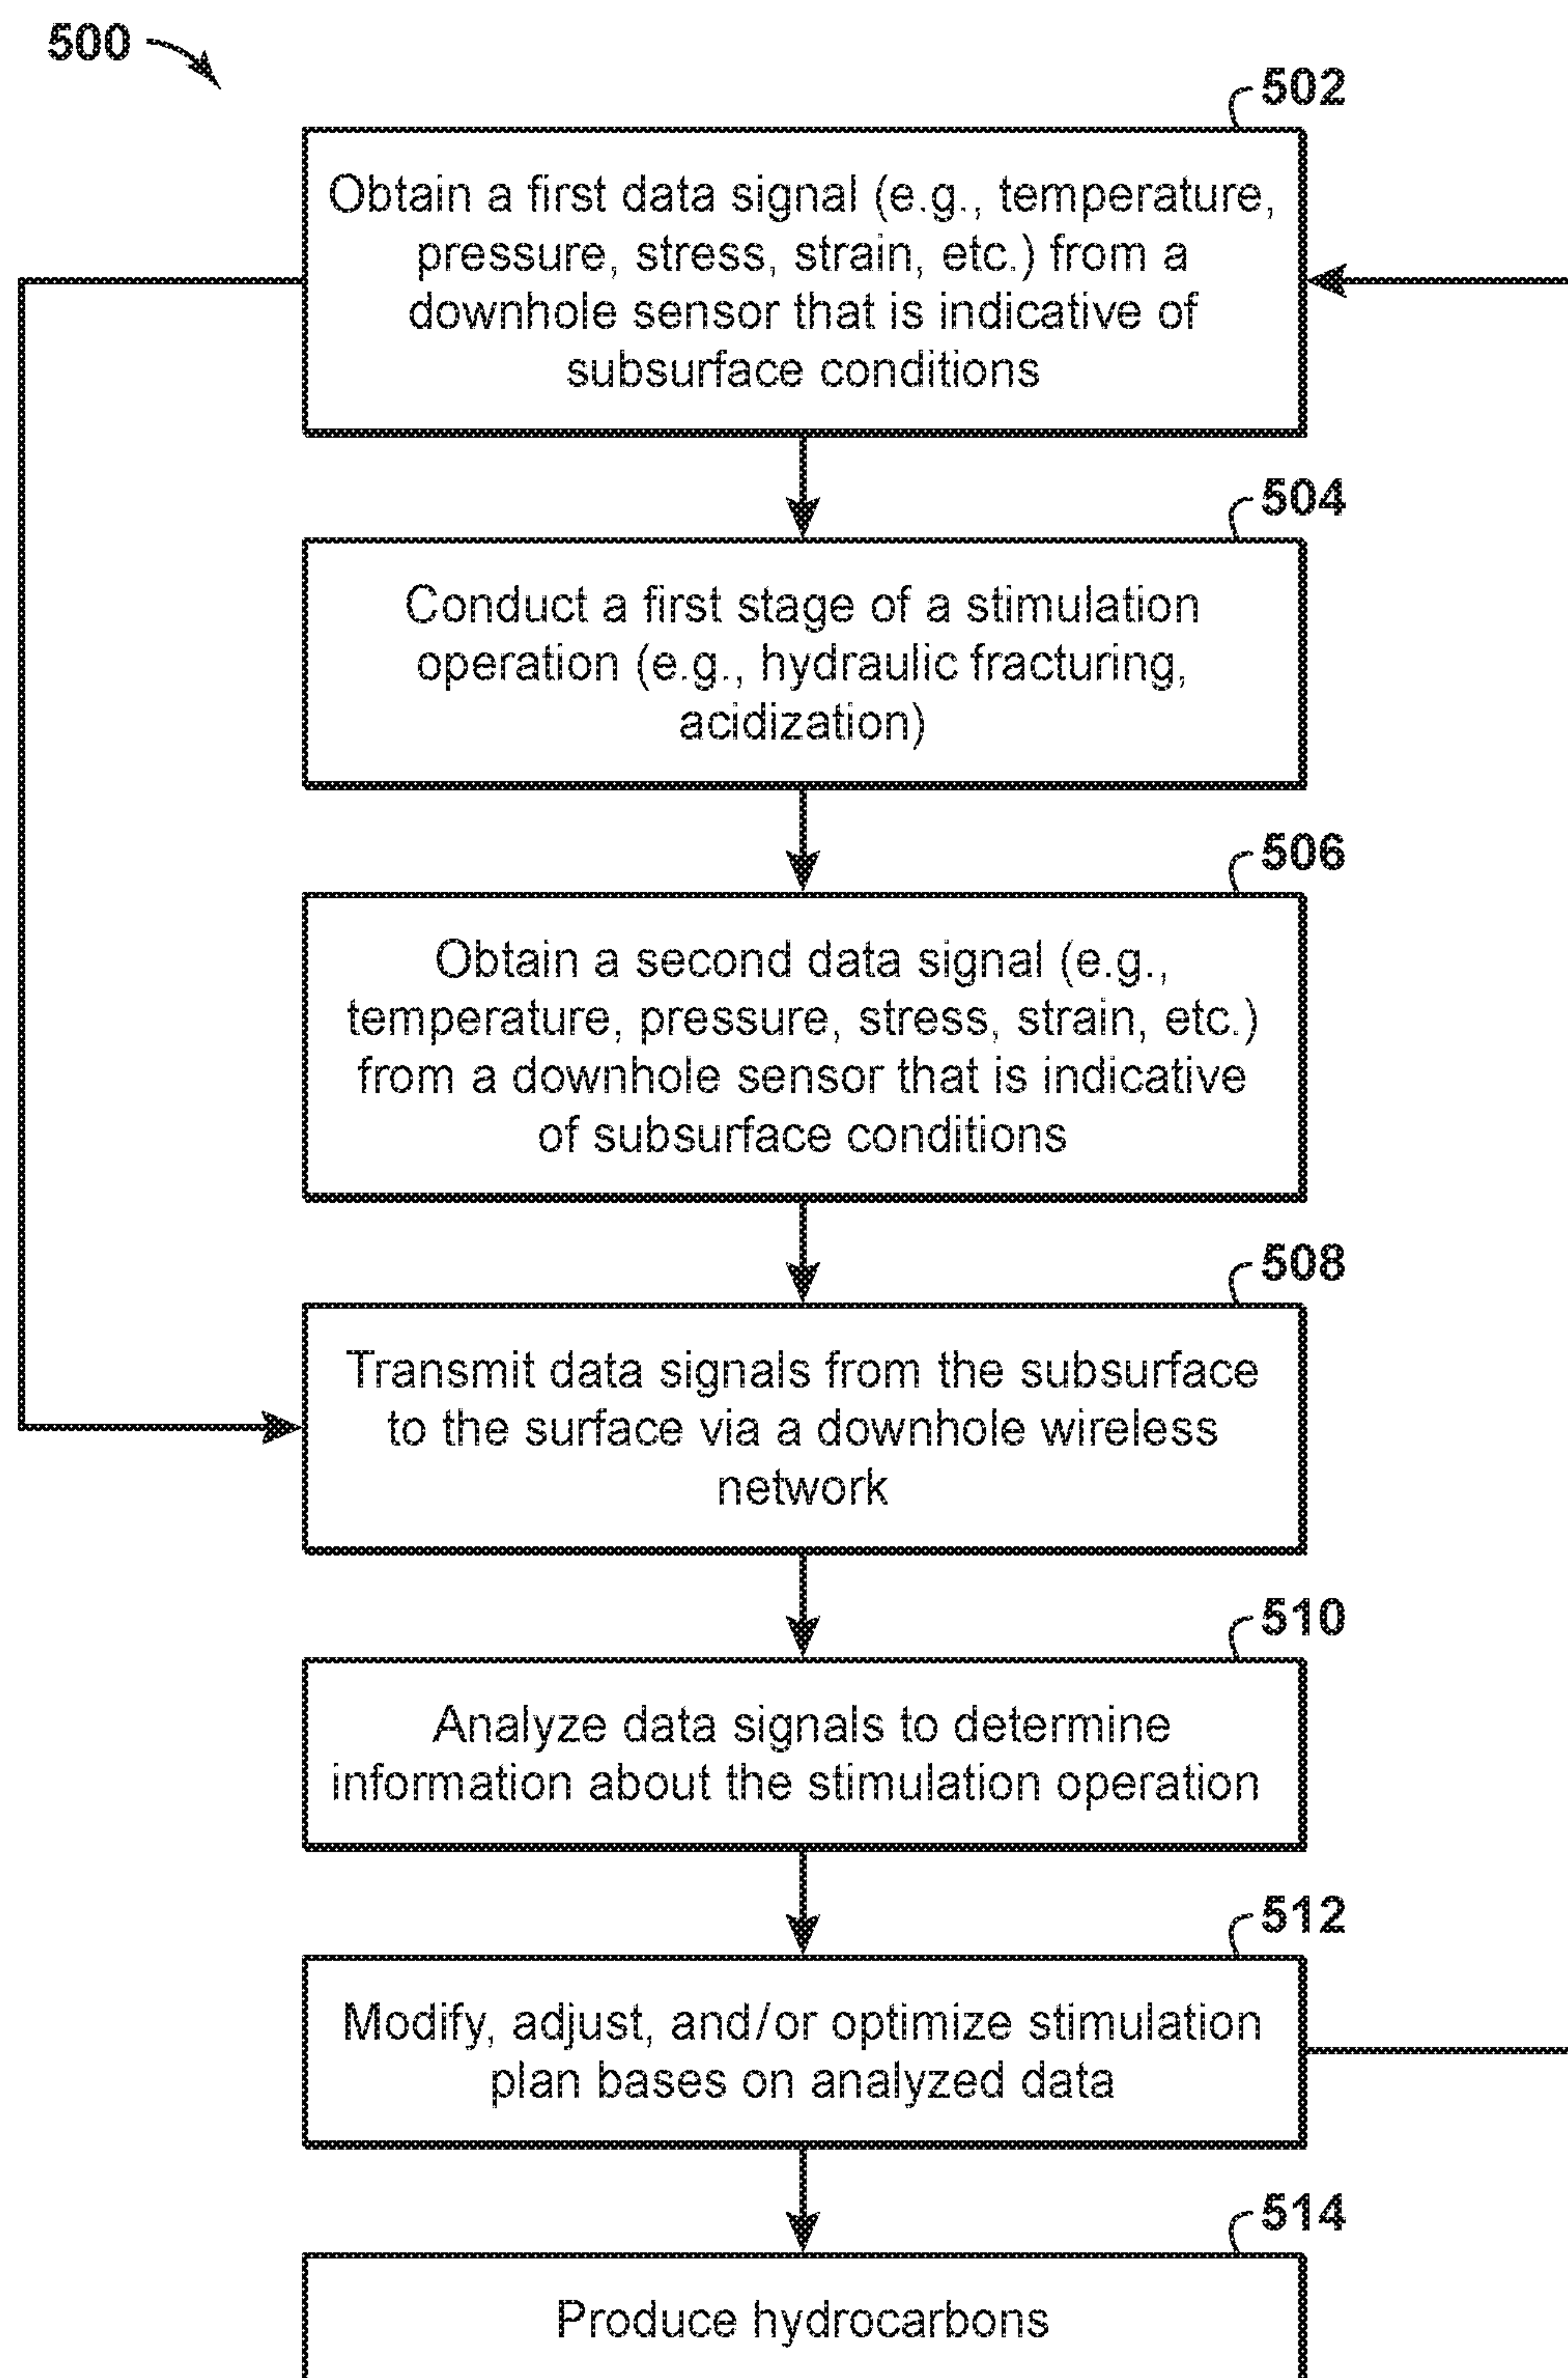 500
502
Obtain a first data signal (e.g., temperature,
pressure, stress, strain, etc.) from a
downhole sensor that is indicative of
subsurface conditions
504
Conduct a first stage of a stimulation
operation (e.g., hydraulic fracturing,
acidization)
506
Obtain a second data signal (e.g.,
temperature, pressure, stress, strain, etc.)
from a downhole sensor that is indicative
of subsurface conditions
508
Transmit data signals from the subsurface
to the surface via a downhole wireless
network
510
Analyze data signals to determine
information about the stimulation operation
512
Modify, adjust, and/or optimize stimulation
plan bases on analyzed data
514
Produce hydrocarbons